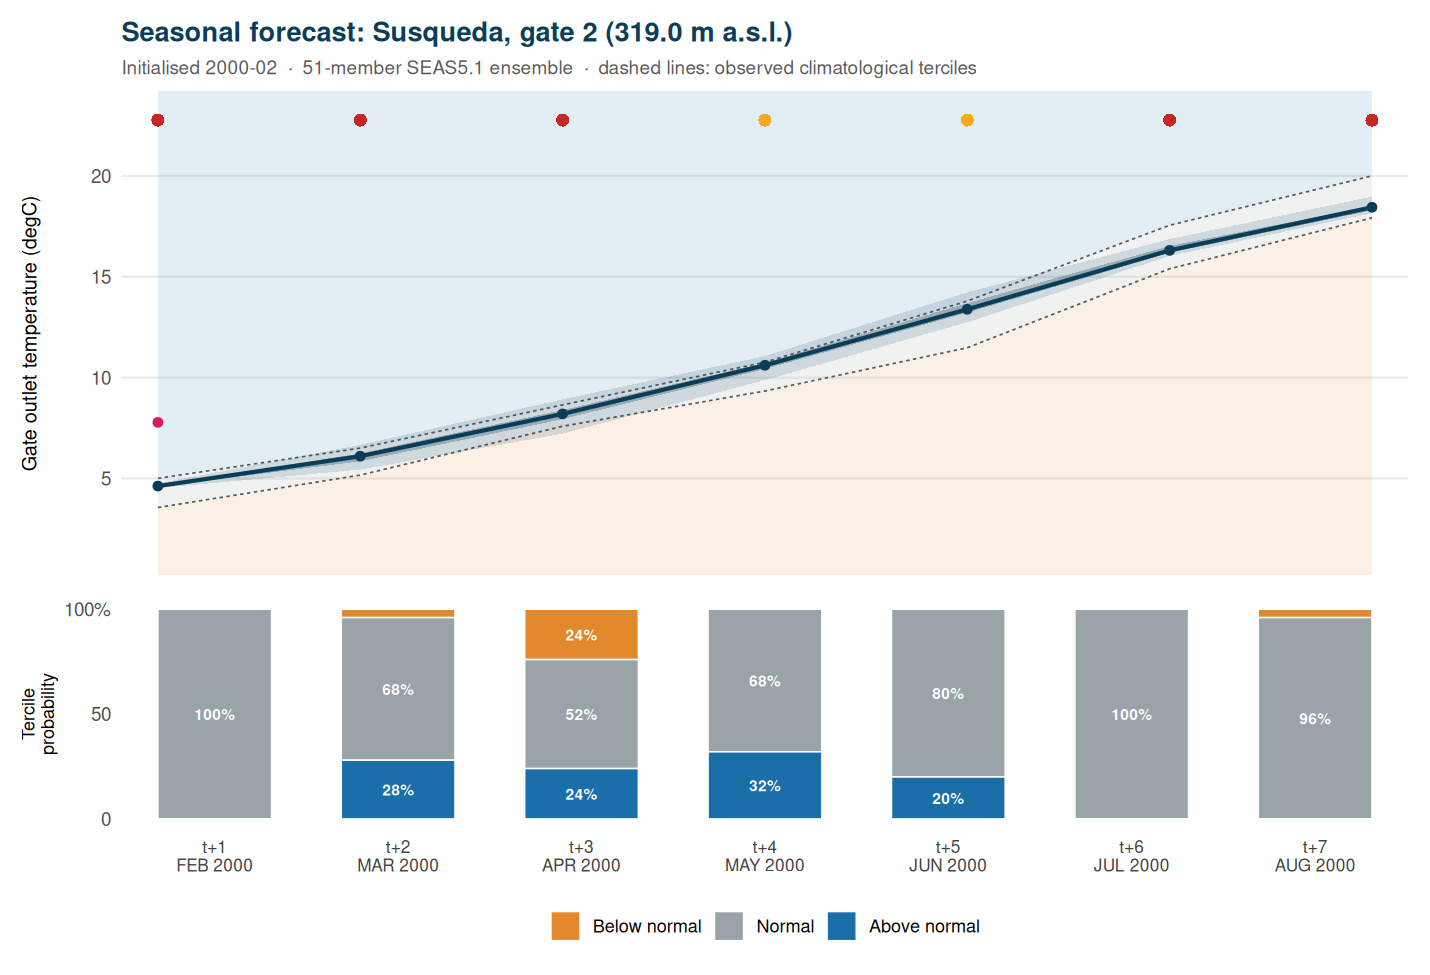 Seasonal forecast: Susqueda, gate 2 (319.0 m a.s.l.)
Initialised 2000-02 · 51-member SEAS5.1 ensemble · dashed lines: observed climatological terciles
Gate outlet temperature (degC)
20
15
10
5
Tercile
probability
100%
50
0
100%
68%
28%
24%
52%
24%
68%
32%
80%
20%
100%
96%
t+1
FEB 2000
t+2
MAR 2000
t+3
APR 2000
t+4
MAY 2000
t+5
JUN 2000
t+6
JUL 2000
t+7
AUG 2000
Below normal
Normal
Above normal